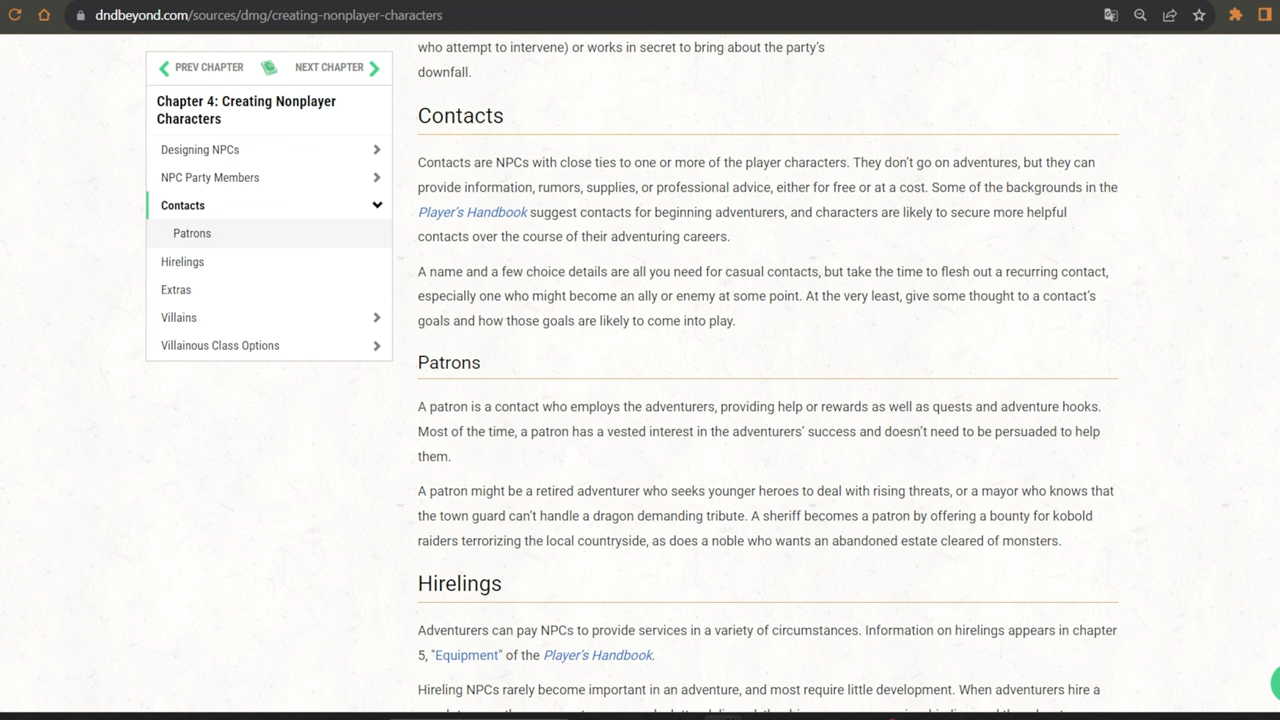 dndbeyond.com/sources/dmg/creating-nonplayer-characters
PREV CHAPTER
NEXT CHAPTER
Chapter 4: Creating Nonplayer
Characters
Designing NPCs
NPC Party Members
Contacts
Patrons
Hirelings
Extras
Villains
Villainous Class Options
who attempt to intervene) or works in secret to bring about the party's
downfall.
Contacts
Contacts are NPCs with close ties to one or more of the player characters. They don't go on adventures, but they can
provide information, rumors, supplies, or professional advice, either for free or at a cost. Some of the backgrounds in the
Player's Handbook suggest contacts for beginning adventurers, and characters are likely to secure more helpful
contacts over the course of their adventuring careers.
A name and a few choice details are all you need for casual contacts, but take the time to flesh out a recurring contact,
especially one who might become an ally or enemy at some point. At the very least, give some thought to a contact's
goals and how those goals are likely to come into play.
Patrons
A patron is a contact who employs the adventurers, providing help or rewards as well as quests and adventure hooks.
Most of the time, a patron has a vested interest in the adventurers' success and doesn't need to be persuaded to help
them.
A patron might be a retired adventurer who seeks younger heroes to deal with rising threats, or a mayor who knows that
the town guard can't handle a dragon demanding tribute. A sheriff becomes a patron by offering a bounty for kobold
raiders terrorizing the local countryside, as does a noble who wants an abandoned estate cleared of monsters.
Hirelings
Adventurers can pay NPCs to provide services in a variety of circumstances. Information on hirelings appears in chapter
5, "Equipment" of the Player's Handbook.
Hireling NPCs rarely become important in an adventure, and most require little development. When adventurers hire a